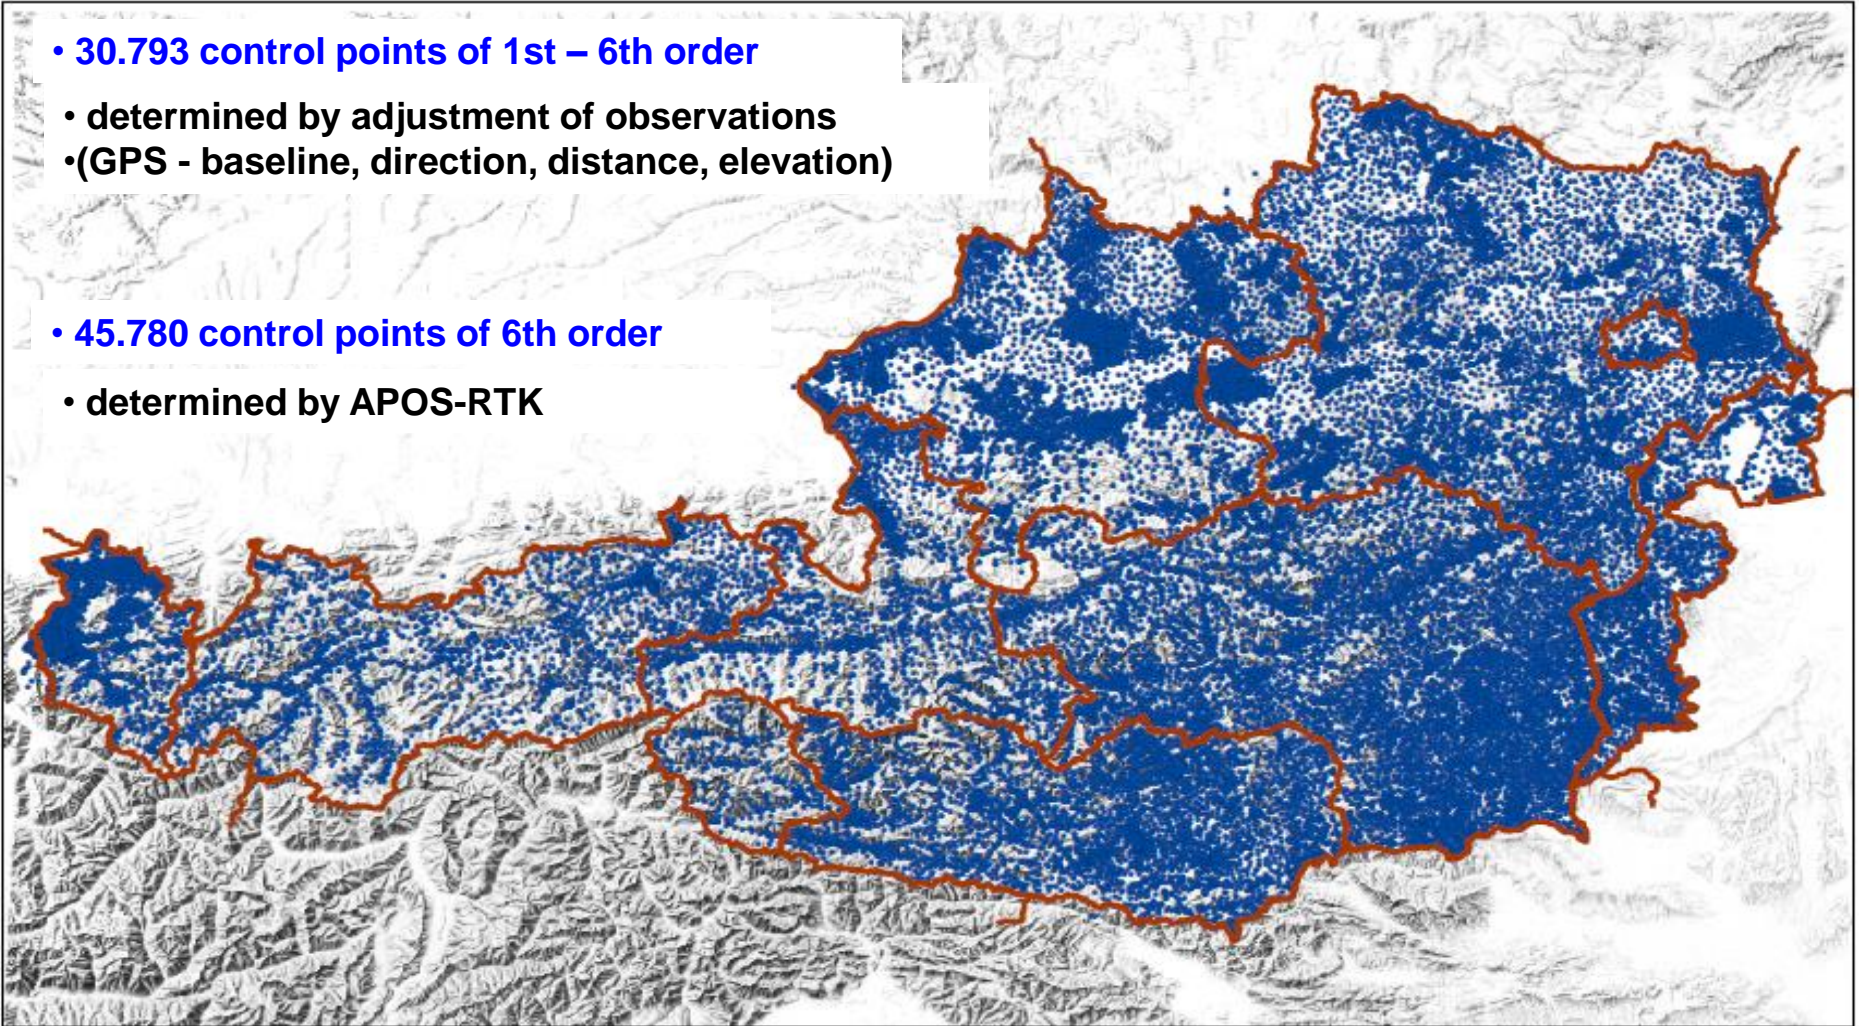 • 30.793 control points of 1st – 6th order
• determined by adjustment of observations
•(GPS - baseline, direction, distance, elevation)
• 45.780 control points of 6th order
• determined by APOS-RTK